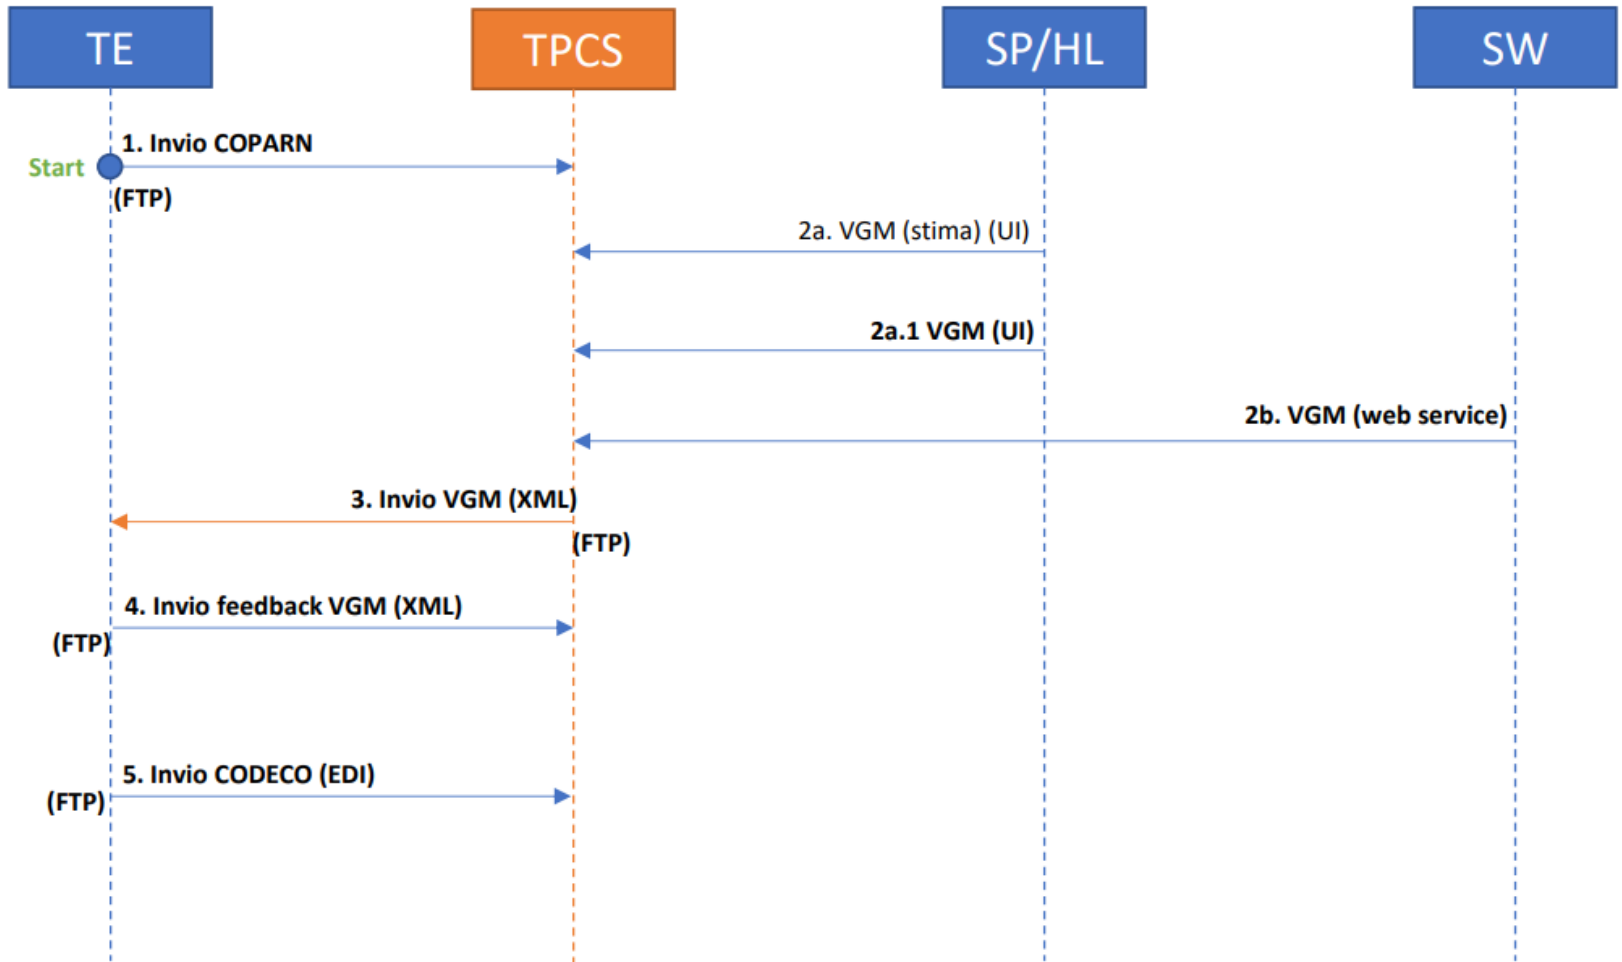 TE
TPCS
SP/HL
SW
1. Invio COPARN
Start
(FTP)
2a. VGM (stima) (UI)
2a.1 VGM (UI)
2b. VGM (web service)
3. Invio VGM (XML)
(FTP)
4. Invio feedback VGM (XML)
(FTP)
5. Invio CODECO (EDI)
(FTP)